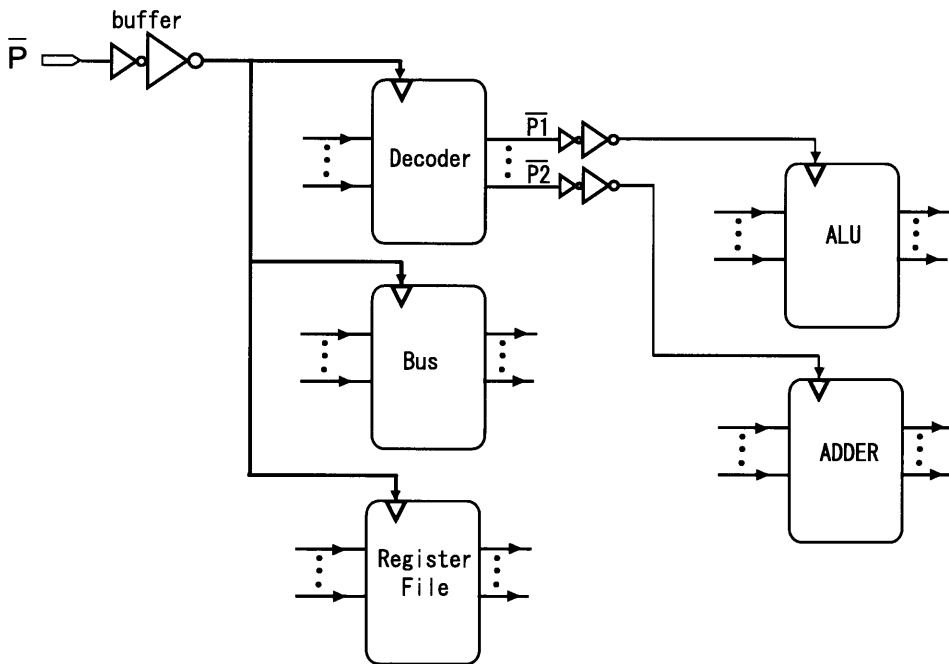 buffer
P̅
P̅1̅
Decoder
P̅2̅
ALU
Bus
ADDER
Register
File